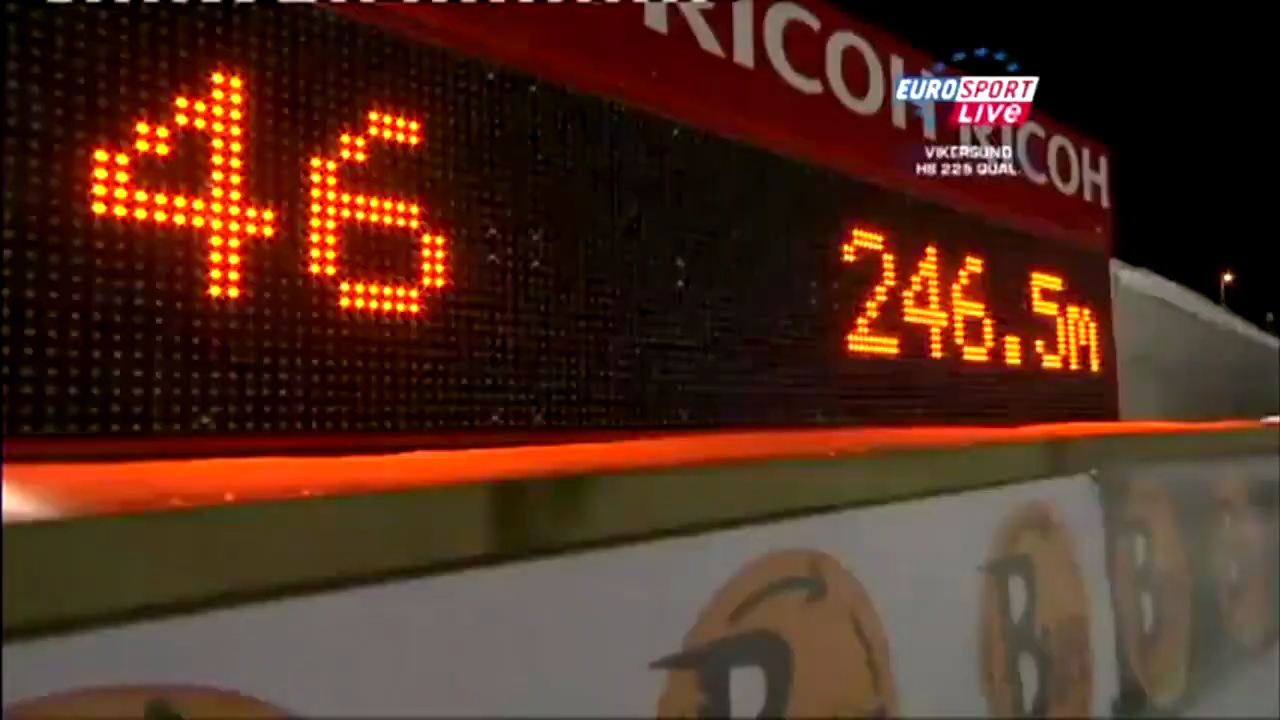 RICOH RICOH
EUROSPORT
LIVE
VIKERSUND
HS 225 QUAL.
46 246.5m
B
B
B